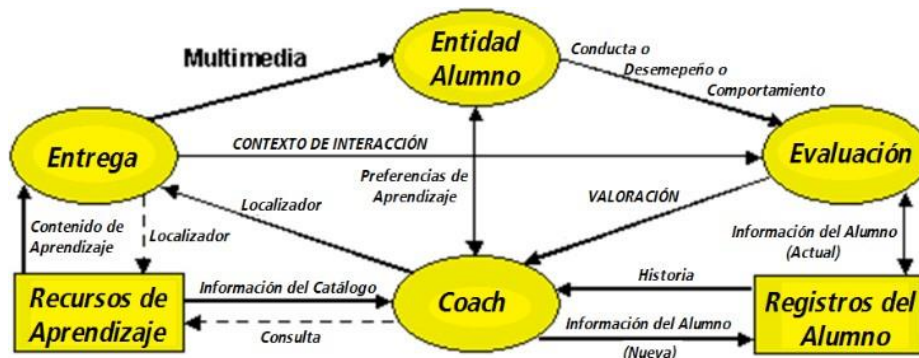 Multimedia
Entidad
Alumno
Conducta o
Desemepeño o
Comportamiento
Entrega
CONTEXTO DE INTERACCIÓN
Evaluación
Preferencias de
Aprendizaje
Localizador
VALORACIÓN
Contenido de
Aprendizaje
Localizador
Información del Alumno
(Actual)
Recursos de
Aprendizaje
Información del Catálogo
Consulta
Coach
Historia
Información del Alumno
(Nueva)
Registros del
Alumno